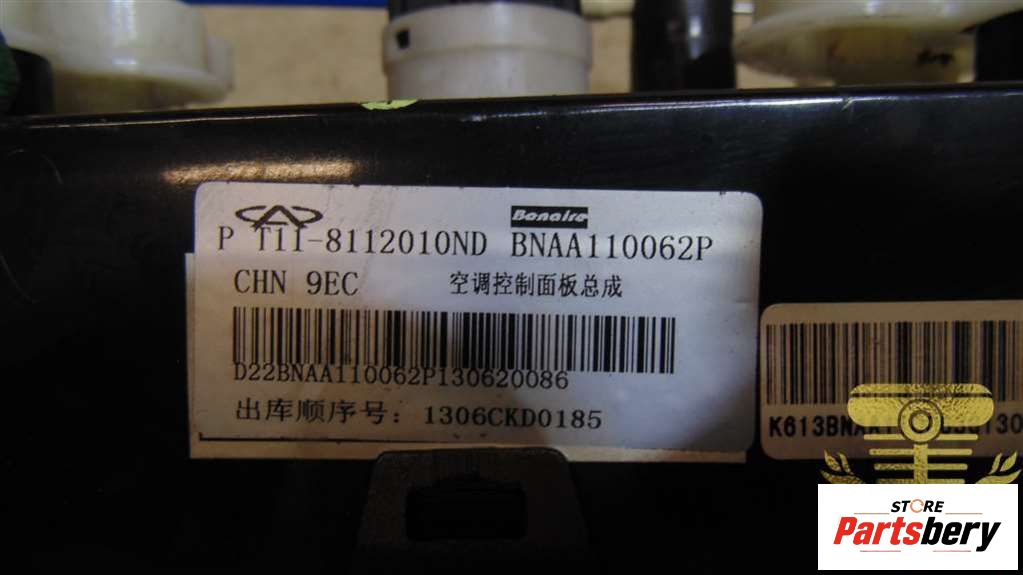 Bonaire
P T11-8112010ND BNAA110062P
CHN 9EC 空调控制面板总成
D22BNAA110062P130620086
出库顺序号: 1306CKD0185
STORE
Partsbery